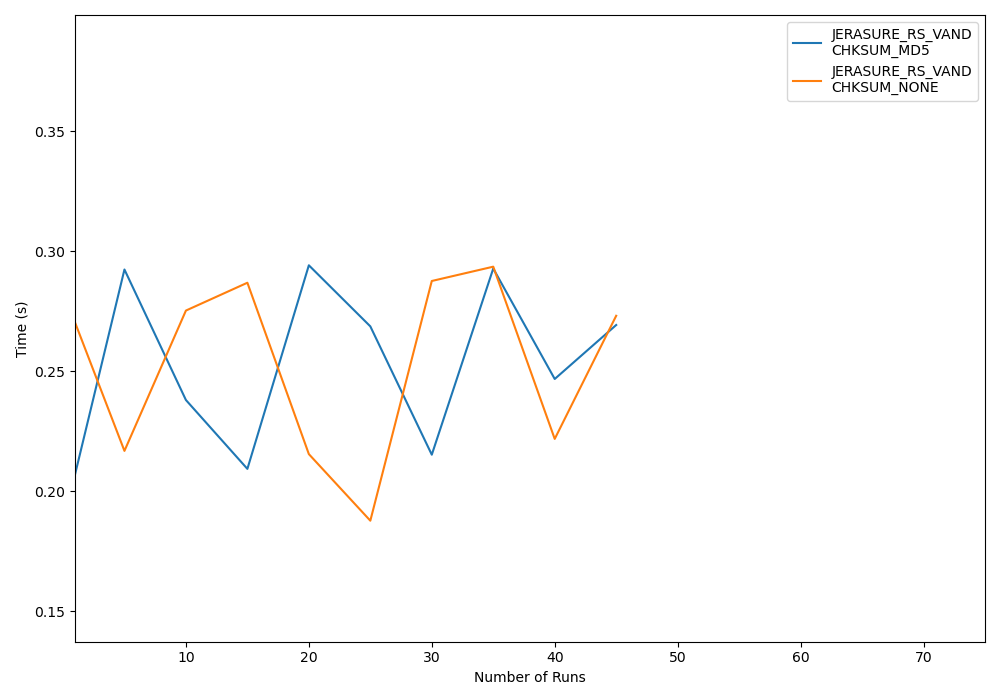 JERASURE_RS_VAND
CHKSUM_MD5
JERASURE_RS_VAND
CHKSUM_NONE
0.35
0.30
0.25
0.20
0.15
Time (s)
10 20 30 40 50 60 70
Number of Runs